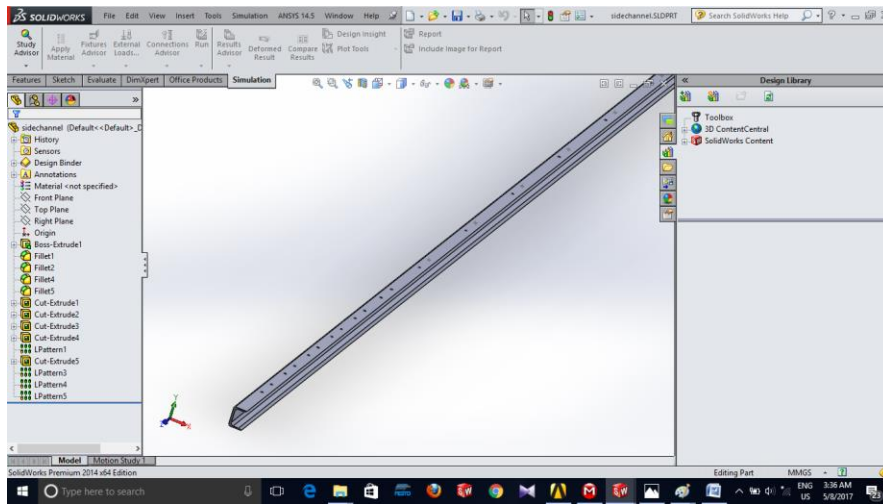 SOLIDWORKS File Edit View Insert Tools Simulation ANSYS 14.5 Window Help sidechannel.SLDPRT Search SolidWorks Help
Study Advisor Apply Material Fixtures Advisor External Loads... Connections Advisor Run Results Advisor Deformed Result Compare Results Design Insight Plot Tools Report Include Image for Report
Features Sketch Evaluate DimXpert Office Products Simulation
Design Library
sidechannel (Default<<Default>_D
History
Sensors
Design Binder
Annotations
Material <not specified>
Front Plane
Top Plane
Right Plane
Origin
Boss-Extrude1
Fillet1
Fillet2
Fillet4
Fillet5
Cut-Extrude1
Cut-Extrude2
Cut-Extrude3
Cut-Extrude4
LPattern1
Cut-Extrude5
LPattern3
LPattern4
LPattern5
Toolbox
3D ContentCentral
SolidWorks Content
Model Motion Study 1
SolidWorks Premium 2014 x64 Edition Editing Part MMGS
Type here to search
ENG 3:36 AM
US 5/8/2017